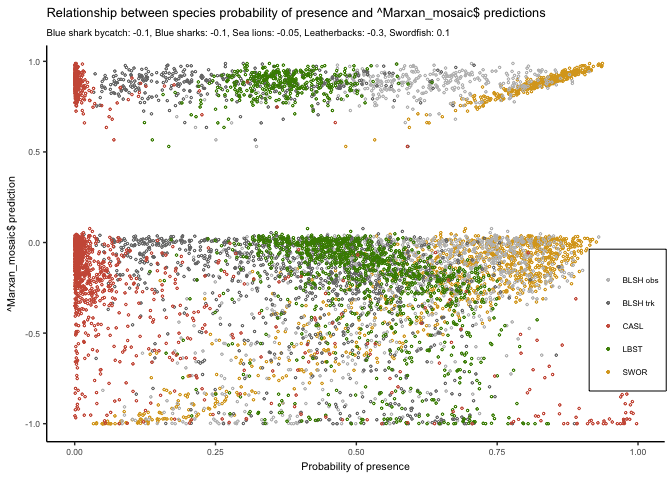 Relationship between species probability of presence and ^Marxan_mosaic$ predictions
Blue shark bycatch: -0.1, Blue sharks: -0.1, Sea lions: -0.05, Leatherbacks: -0.3, Swordfish: 0.1
^Marxan_mosaic$ prediction
1.0
0.5
0.0
-0.5
-1.0
BLSH obs
BLSH trk
CASL
LBST
SWOR
0.00
0.25
0.50
0.75
1.00
Probability of presence